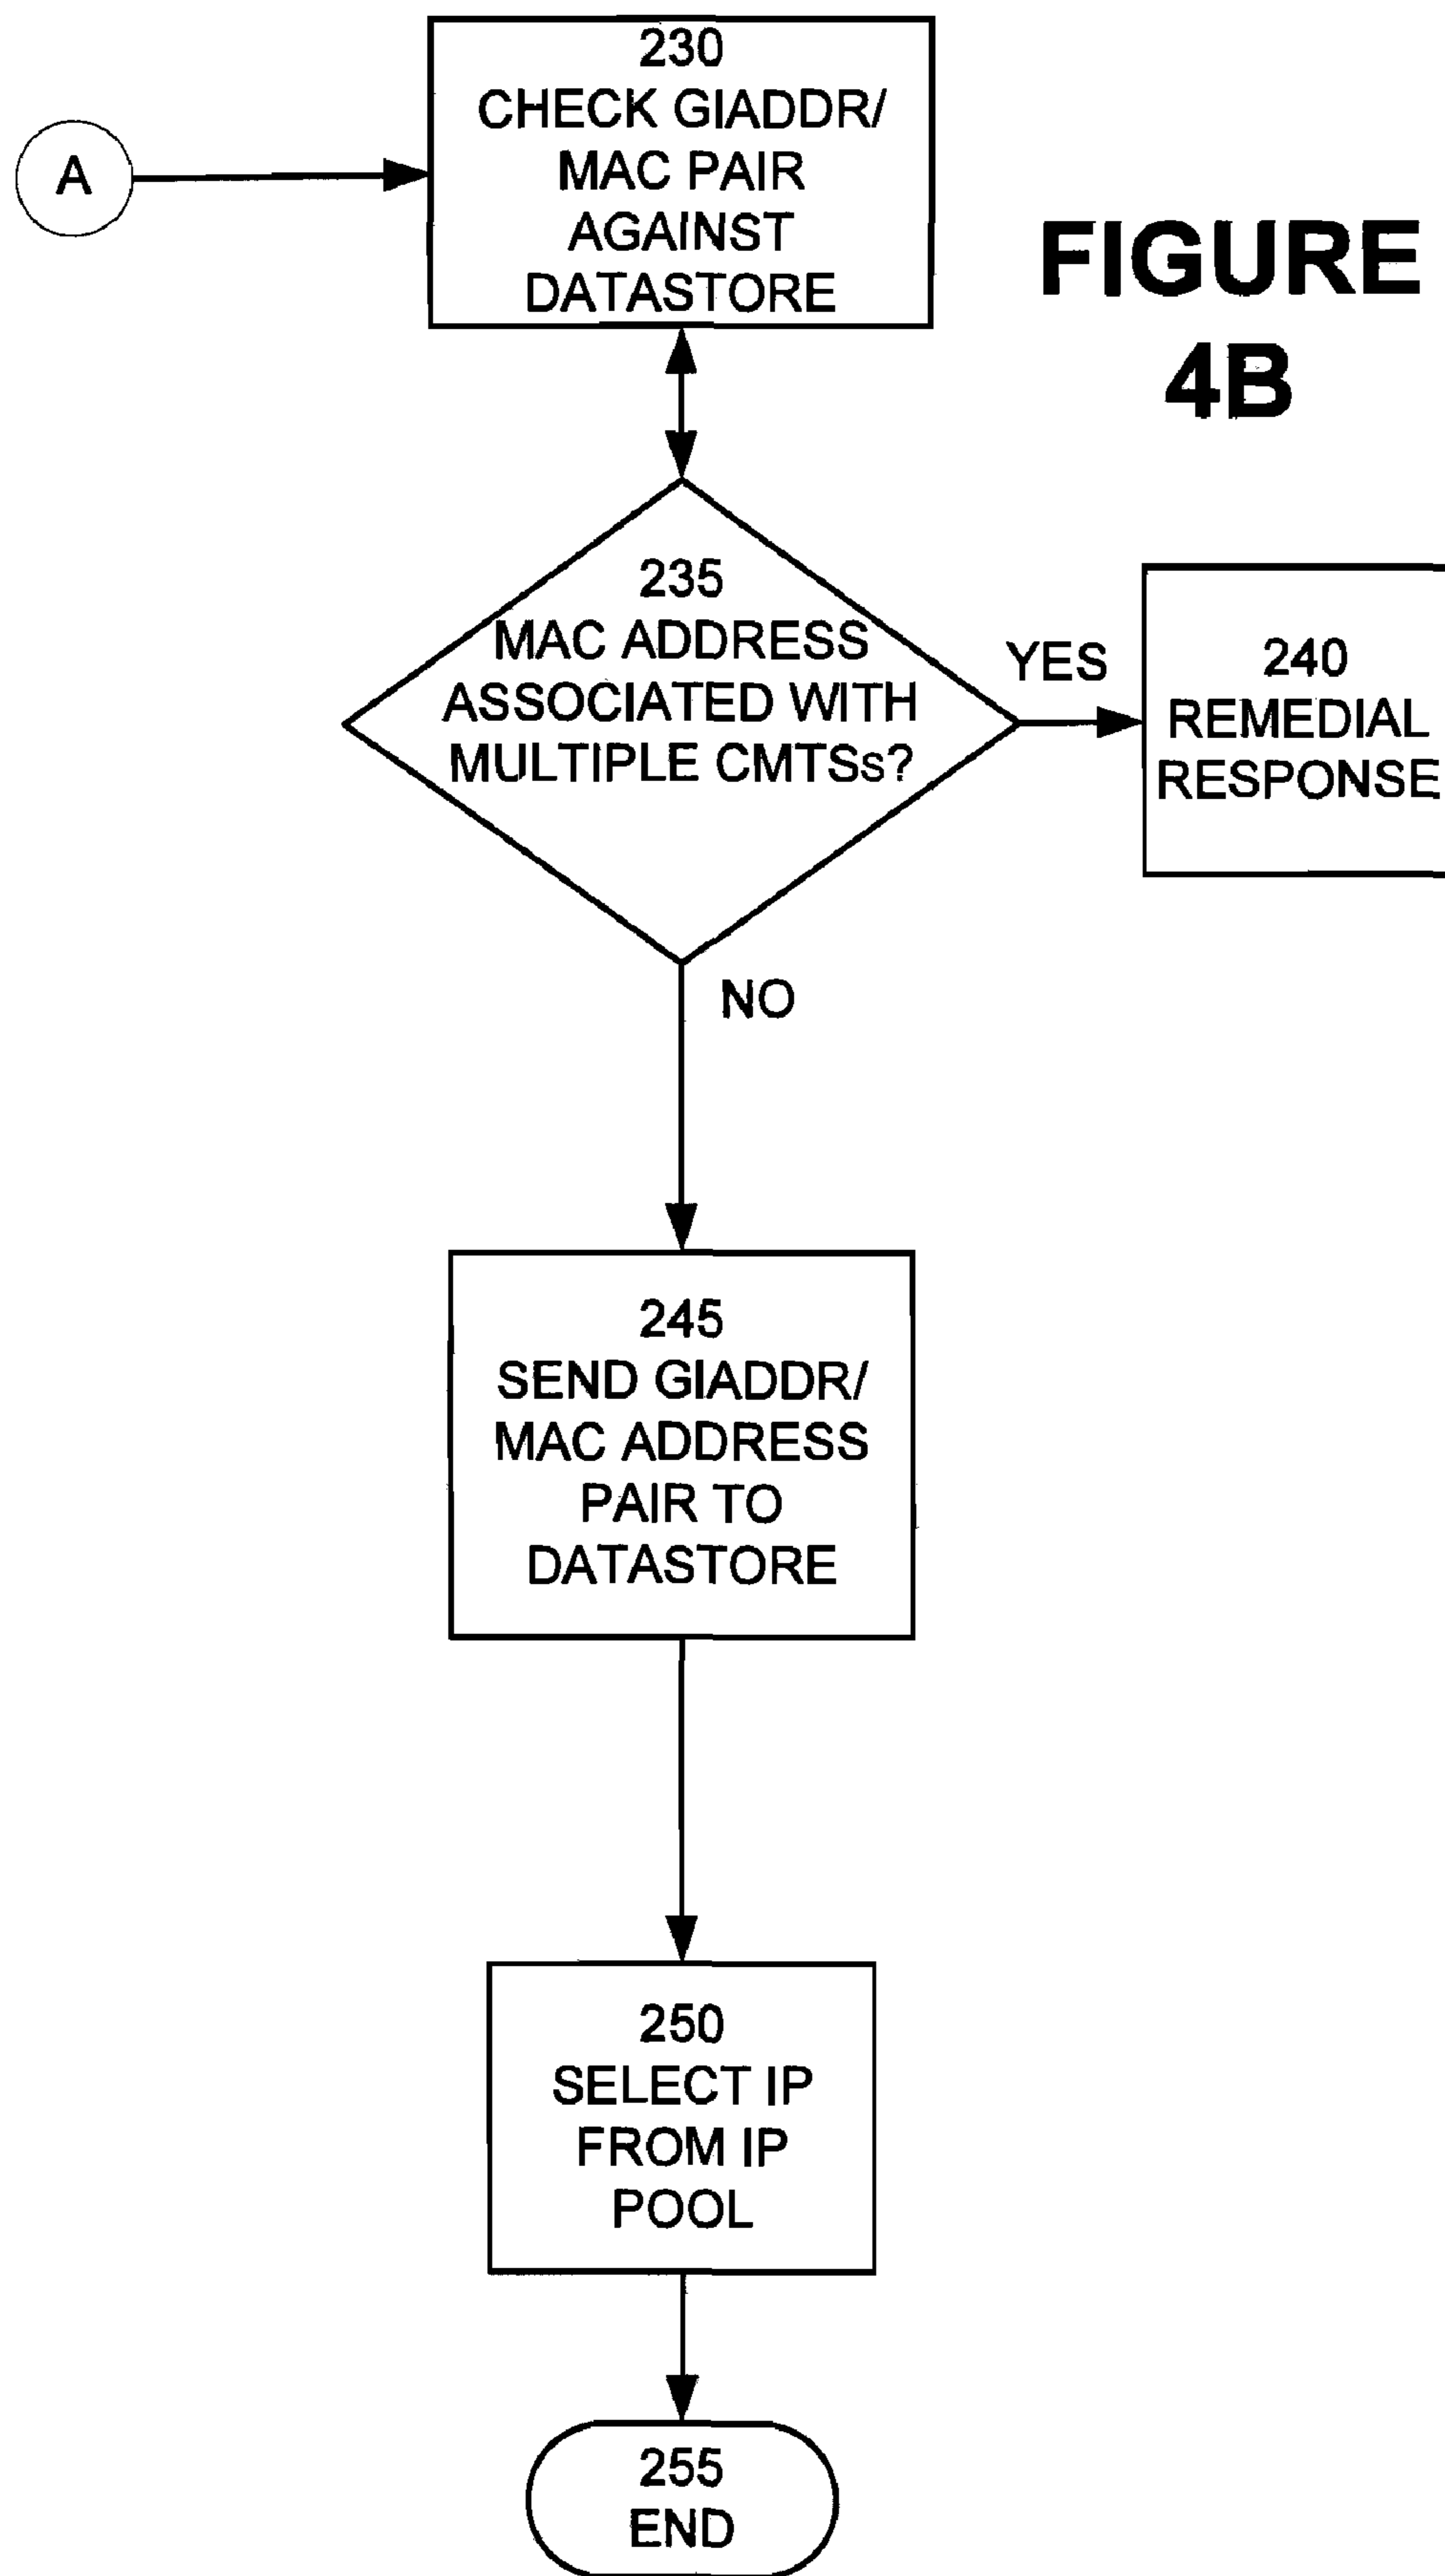 230
CHECK GIADDR/
MAC PAIR
AGAINST
DATASTORE
A
FIGURE
4B
235
MAC ADDRESS
ASSOCIATED WITH
MULTIPLE CMTSs?
YES
240
REMEDIAL
RESPONSE
NO
245
SEND GIADDR/
MAC ADDRESS
PAIR TO
DATASTORE
250
SELECT IP
FROM IP
POOL
255
END